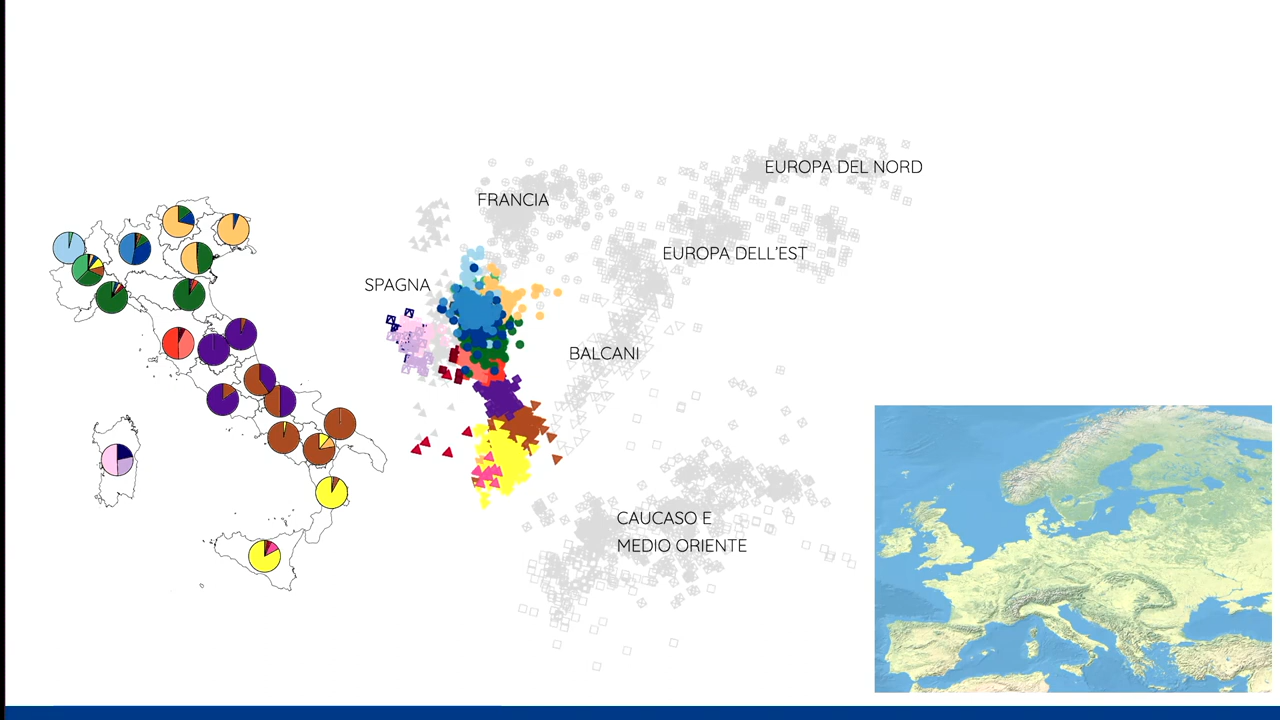 EUROPA DEL NORD
FRANCIA
EUROPA DELL'EST
SPAGNA
BALCANI
CAUCASO E
MEDIO ORIENTE